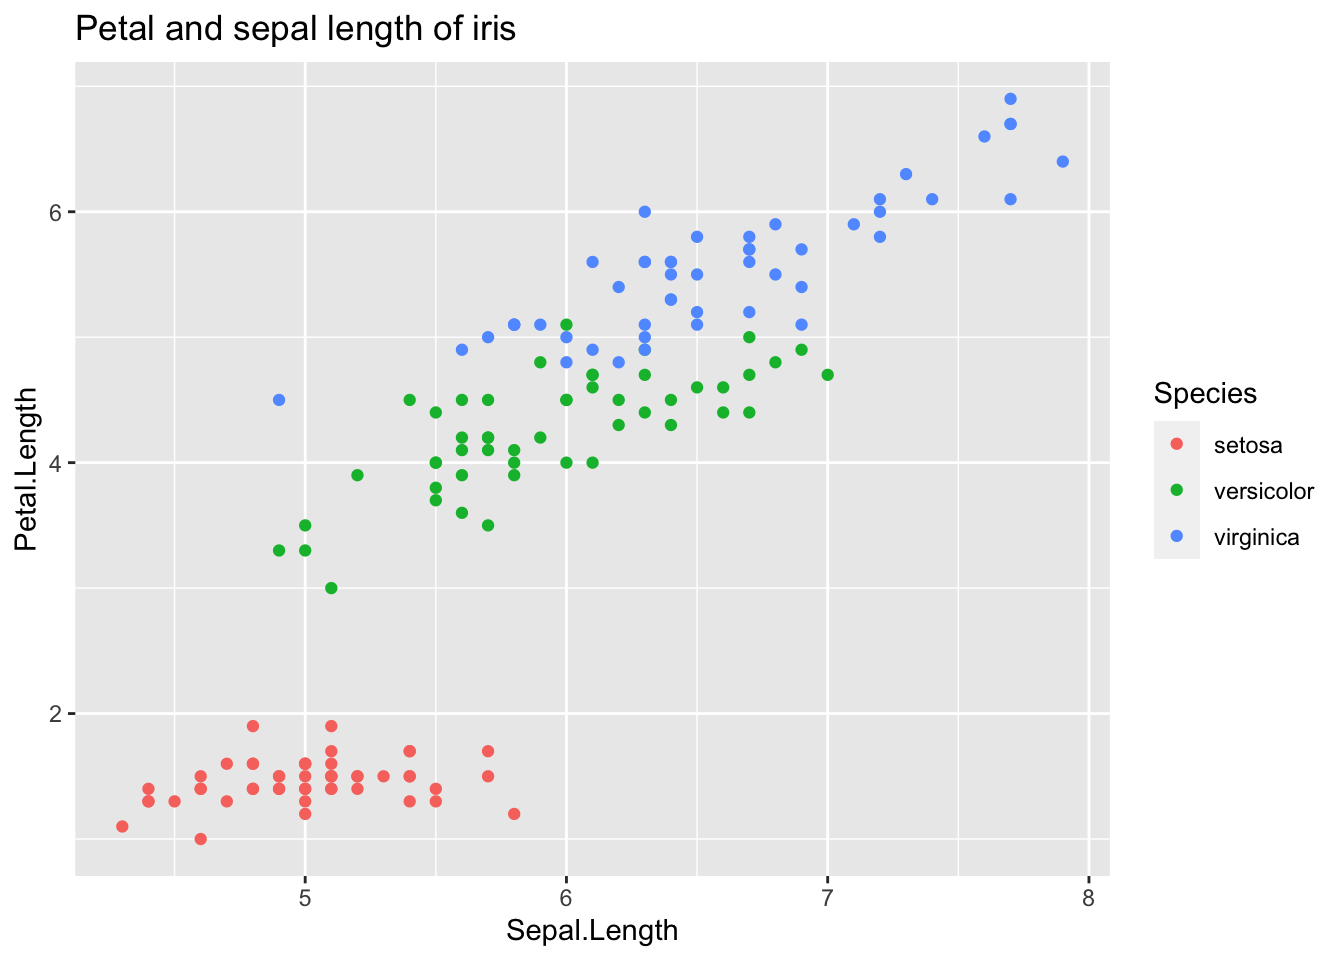 Petal and sepal length of iris
6
4
2
Petal.Length
5 6 7 8
Sepal.Length
Species
setosa
versicolor
virginica